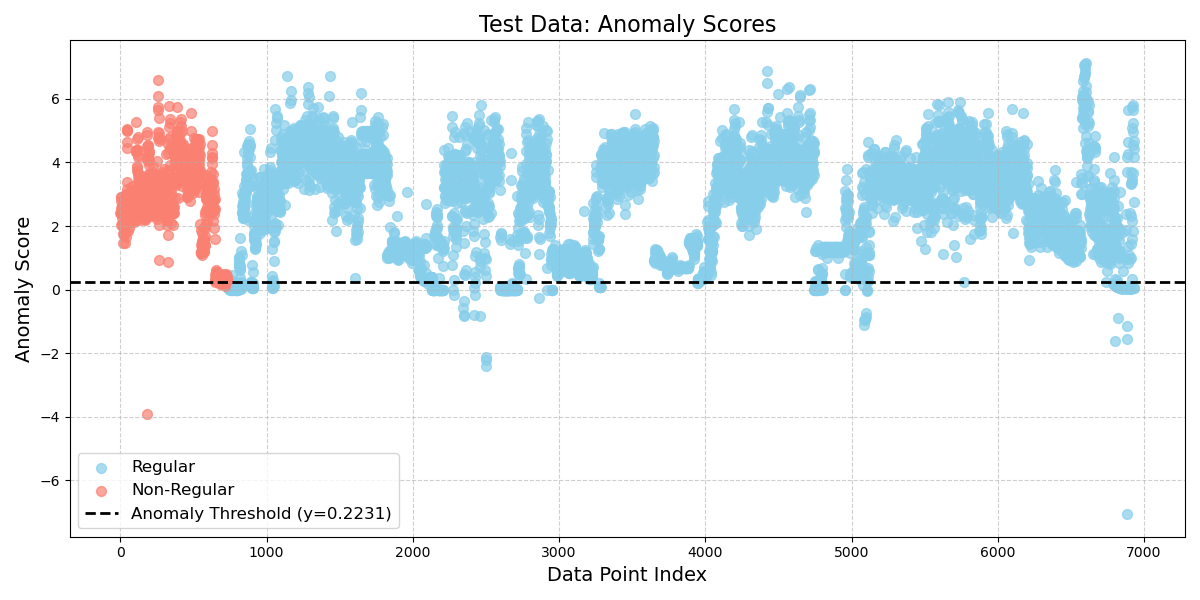 Test Data: Anomaly Scores
Anomaly Score
6
4
2
0
−2
−4
−6
Regular
Non-Regular
Anomaly Threshold (y=0.2231)
0 1000 2000 3000 4000 5000 6000 7000
Data Point Index